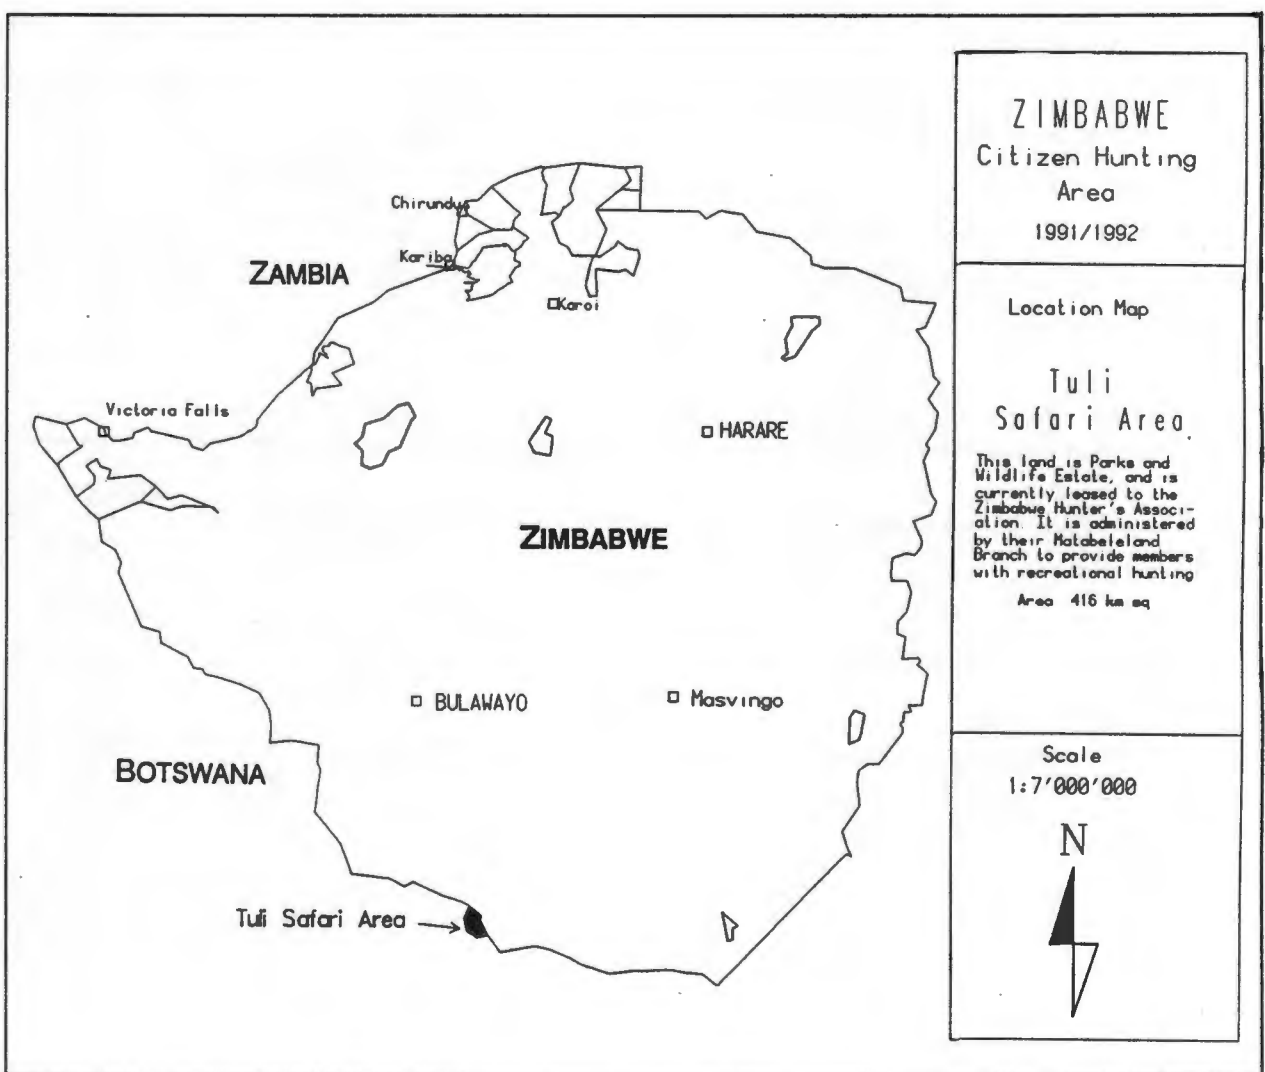 ZIMBABWE
Citizen Hunting
Area
1991/1992
Location Map
Tuli
Safari Area
This land is Parks and
Wildlife Estate, and is
currently leased to the
Zimbabwe Hunter's Associ-
ation. It is administered
by their Matabeleland
Branch to provide members
with recreational hunting
Area 416 km sq
Scale
1:7'000'000
N
Chirundu
Kariba
ZAMBIA
Karoi
Victoria Falls
HARARE
ZIMBABWE
BULAWAYO
Masvingo
BOTSWANA
Tuli Safari Area